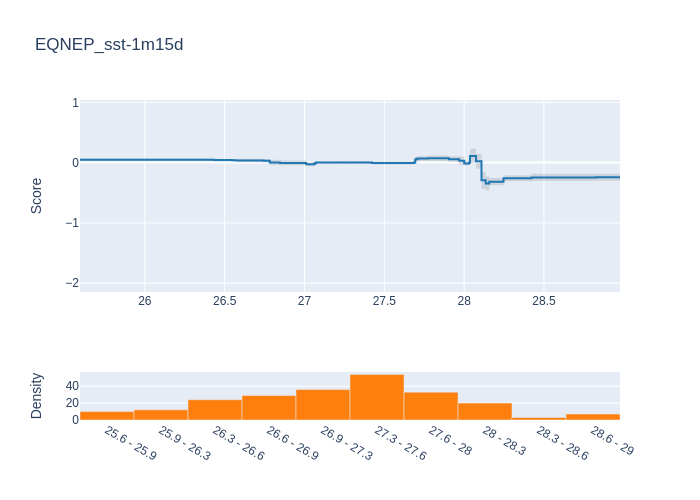 EQNEP_sst-1m15d
Score
1
0
−1
−2
26
26.5
27
27.5
28
28.5
Density
40
20
0
25.6 - 25.9
25.9 - 26.3
26.3 - 26.6
26.6 - 26.9
26.9 - 27.3
27.3 - 27.6
27.6 - 28
28 - 28.3
28.3 - 28.6
28.6 - 29